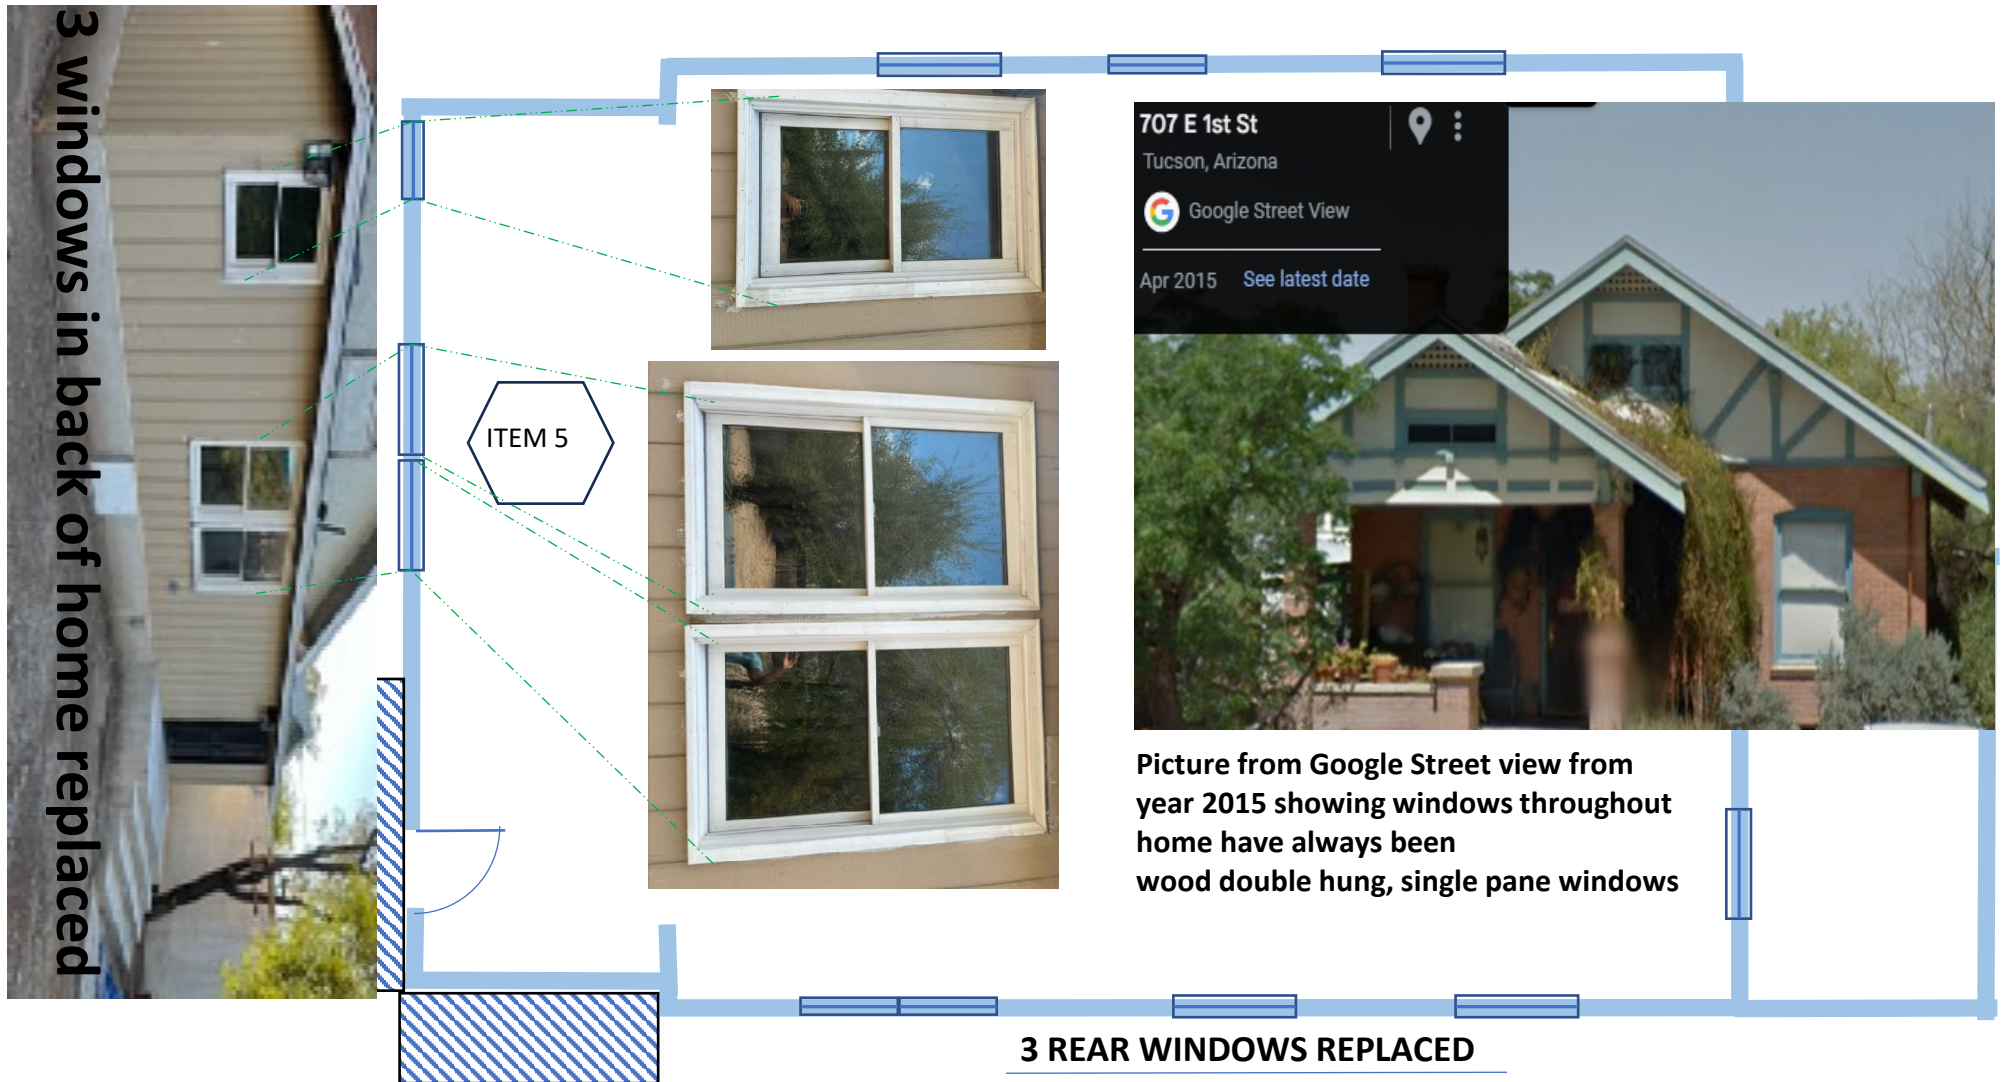 3 windows in back of home replaced
ITEM 5
707 E 1st St
Tucson, Arizona
G Google Street View
Apr 2015 See latest date
Picture from Google Street view from
year 2015 showing windows throughout
home have always been
wood double hung, single pane windows
3 REAR WINDOWS REPLACED